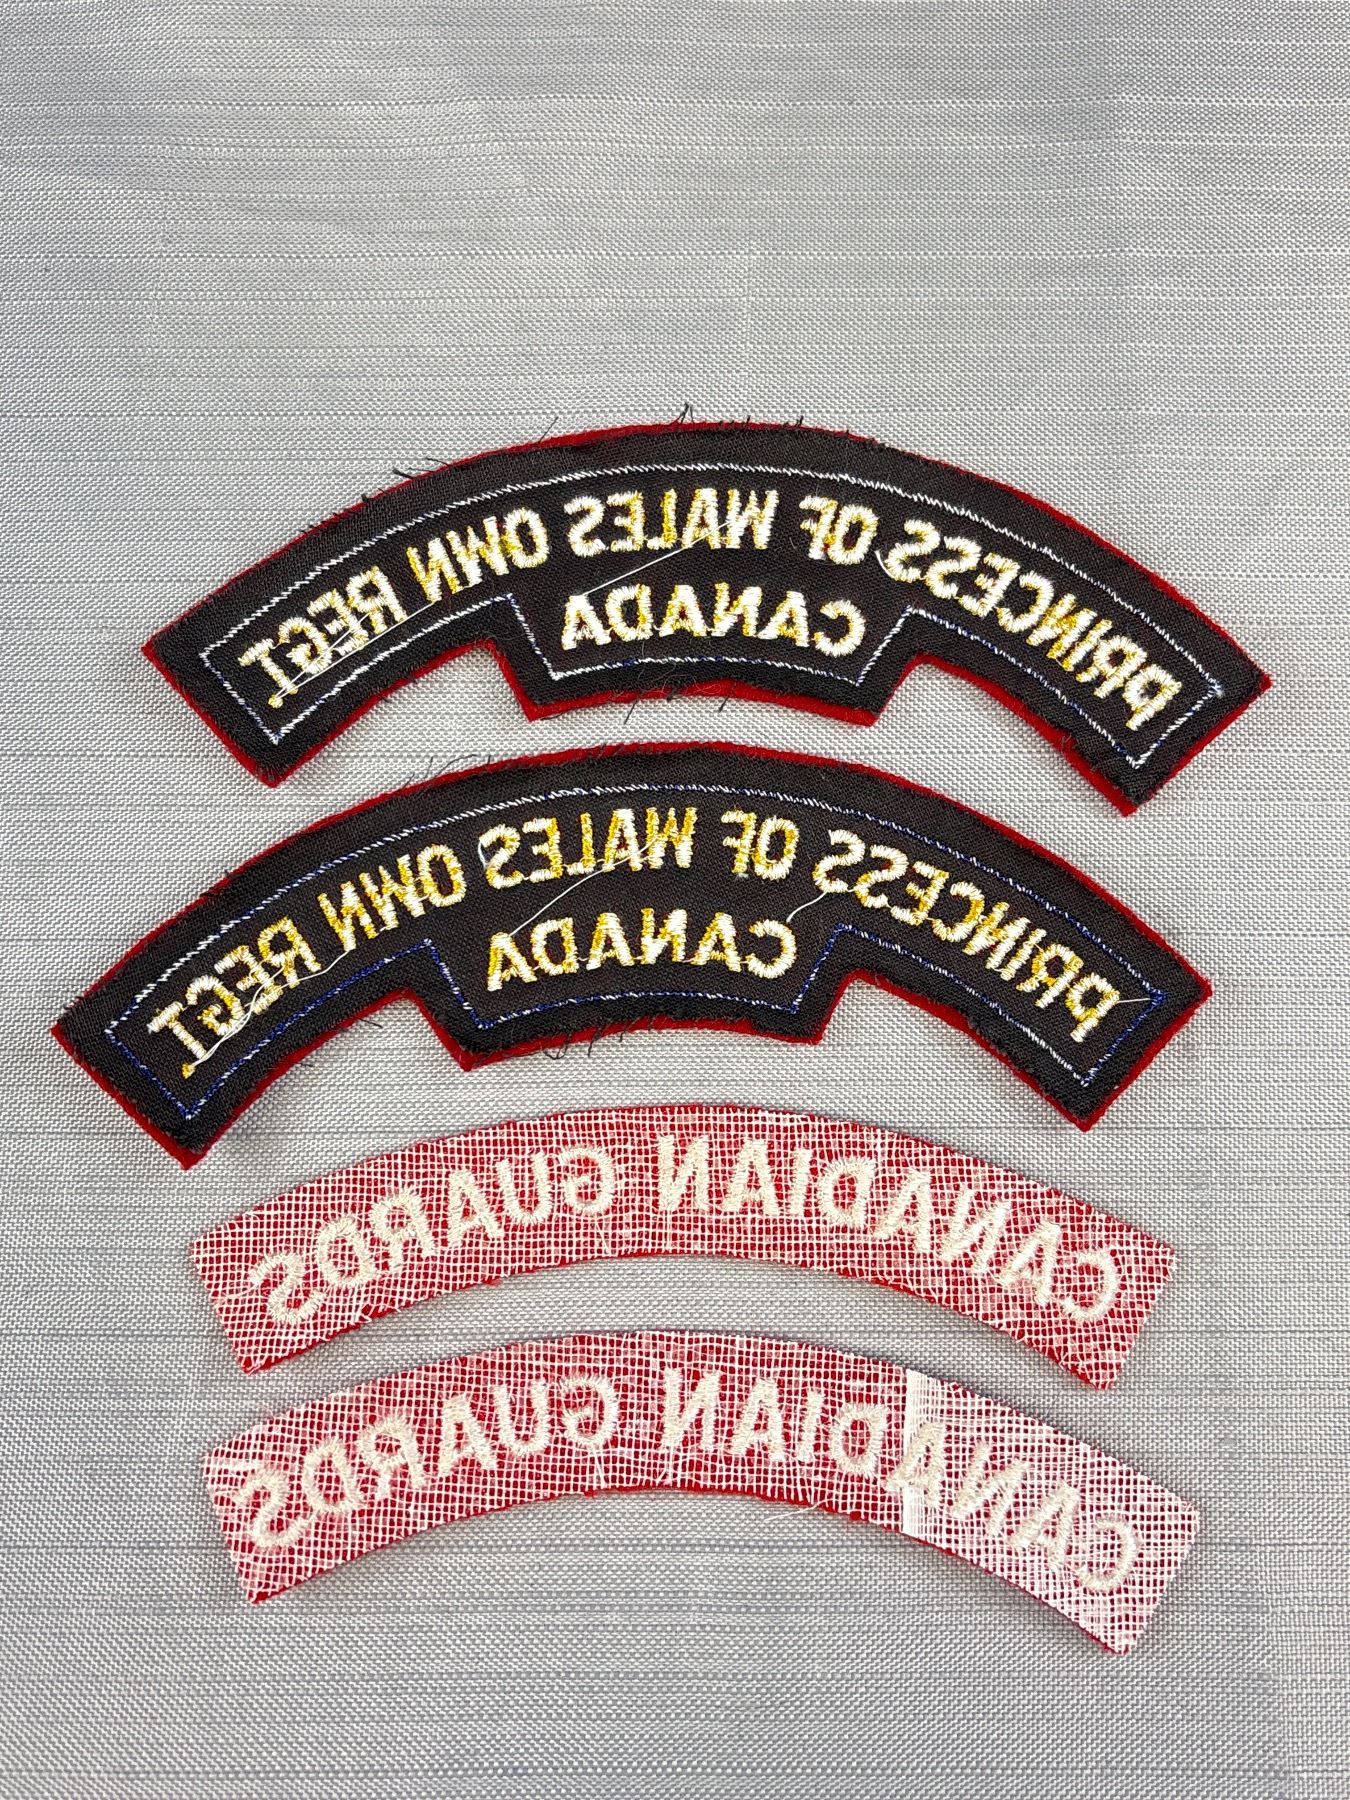 PRINCESS OF WALES OWN REGT
CANADA
PRINCESS OF WALES OWN REGT
CANADA
CANADIAN GUARDS
CANADIAN GUARDS